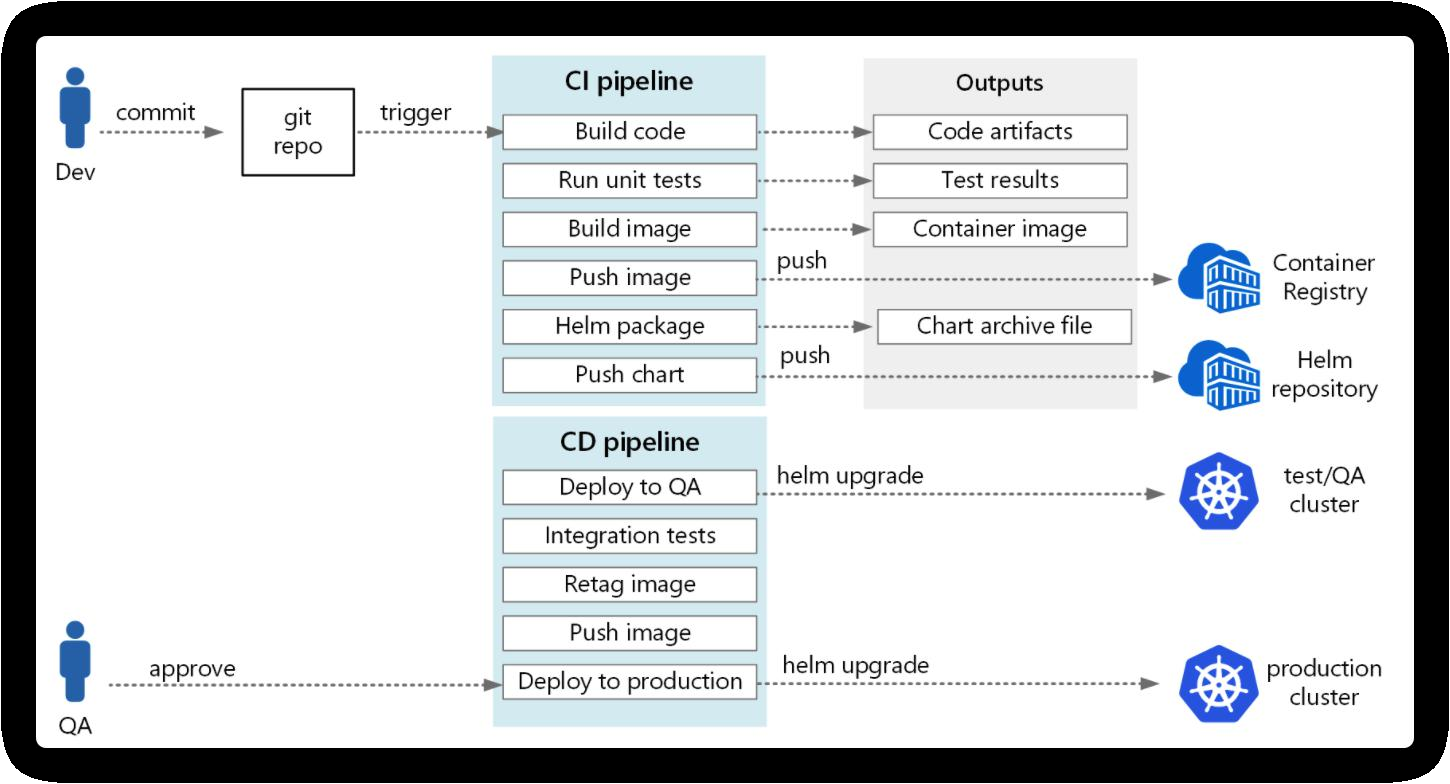 CI pipeline
Outputs
commit
git
repo
trigger
Build code
Code artifacts
Dev
Run unit tests
Test results
Build image
Container image
Push image
push
Container
Registry
Helm package
Chart archive file
Push chart
push
Helm
repository
CD pipeline
Deploy to QA
helm upgrade
test/QA
cluster
Integration tests
Retag image
Push image
approve
Deploy to production
helm upgrade
production
cluster
QA